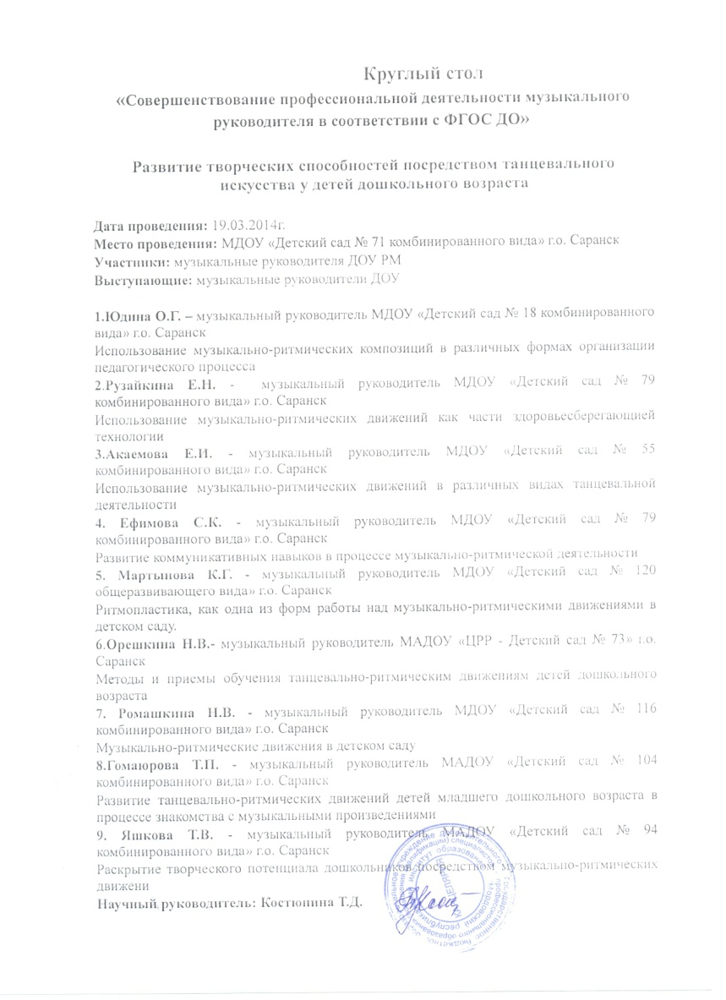 Круглый стол
«Совершенствование профессиональной деятельности музыкального
руководителя в соответствии с ФГОС ДО»
Развитие творческих способностей посредством танцевального
искусства у детей дошкольного возраста
Дата проведения: 19.03.2014г.
Место проведения: МДОУ «Детский сад № 71 комбинированного вида» г.о. Саранск
Участники: музыкальные руководителя ДОУ РМ
Выступающие: музыкальные руководители ДОУ
1.Юдина О.Г. – музыкальный руководитель МДОУ «Детский сад № 18 комбинированного
вида» г.о. Саранск
Использование музыкально-ритмических композиций в различных формах организации
педагогического процесса
2.Рузайкина Е.Н. - музыкальный руководитель МДОУ «Детский сад № 79
комбинированного вида» г.о. Саранск
Использование музыкально-ритмических движений как части здоровьесберегающией
технологии
3.Акаемова Е.И. - музыкальный руководитель МДОУ «Детский сад № 55
комбинированного вида» г.о. Саранск
Использование музыкально-ритмических движений в различных видах танцевальной
деятельности
4. Ефимова С.К. - музыкальный руководитель МДОУ «Детский сад № 79
комбинированного вида» г.о. Саранск
Развитие коммуникативных навыков в процессе музыкально-ритмической деятельности
5. Мартынова К.Г. - музыкальный руководитель МДОУ «Детский сад № 120
общеразвивающего вида» г.о. Саранск
Ритмопластика, как одна из форм работы над музыкально-ритмическими движениями в
детском саду.
6.Орешкина Н.В.- музыкальный руководитель МАДОУ «ЦРР - Детский сад № 73» г.о.
Саранск
Методы и приемы обучения танцевально-ритмическим движениям детей дошкольного
возраста
7. Ромашкина Н.В. - музыкальный руководитель МДОУ «Детский сад № 116
комбинированного вида» г.о. Саранск
Музыкально-ритмические движения в детском саду
8.Гомаюрова Т.П. - музыкальный руководитель МАДОУ «Детский сад № 104
комбинированного вида» г.о. Саранск
Развитие танцевально-ритмических движений детей младшего дошкольного возраста в
процессе знакомства с музыкальными произведениями
9. Яшкова Т.В. - музыкальный руководитель МАДОУ «Детский сад № 94
комбинированного вида» г.о. Саранск
Раскрытие творческого потенциала дошкольников посредством музыкально-ритмических
движени
Научный руководитель: Костюнина Т.Д.
КАНЦЕЛЯРИЯ